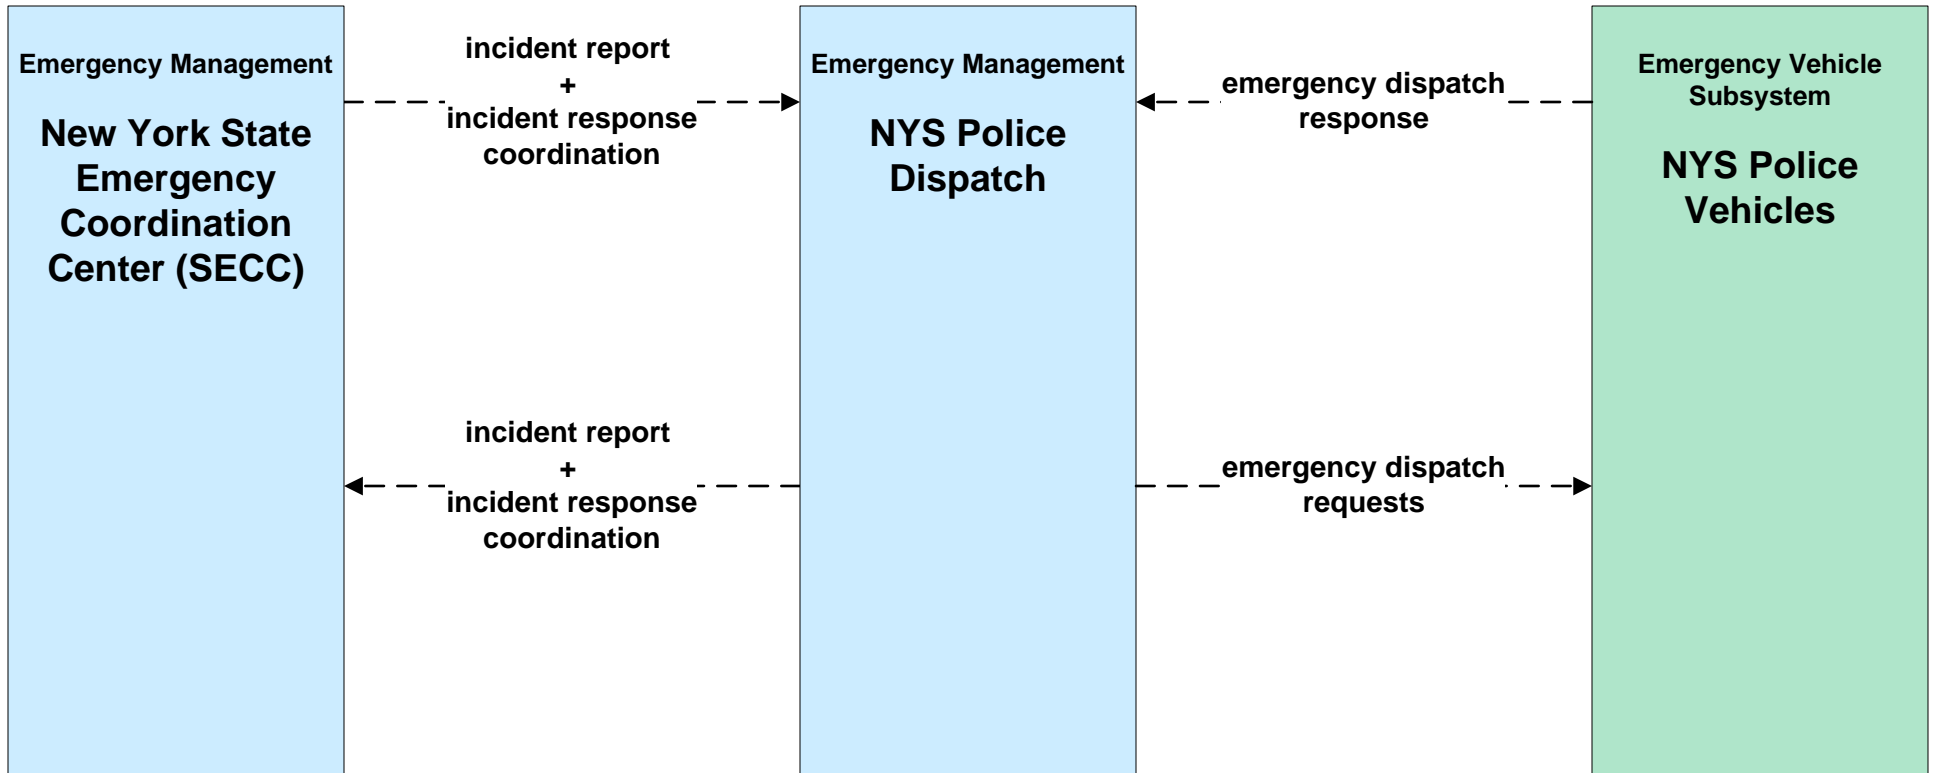 Emergency Management
New York State
Emergency
Coordination
Center (SECC)
incident report
+
incident response
coordination
incident report
+
incident response
coordination
Emergency Management
NYS Police
Dispatch
emergency dispatch
response
emergency dispatch
requests
Emergency Vehicle
Subsystem
NYS Police
Vehicles